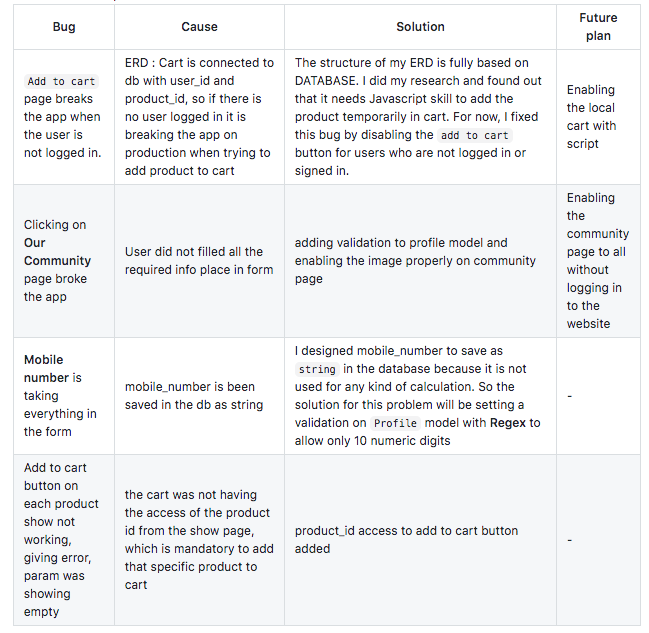 Bug
Cause
Solution
Future
plan
Add to cart
page breaks
the app when
the user is
not logged in.
ERD : Cart is connected to
db with user_id and
product_id, so if there is
no user logged in it is
breaking the app on
production when trying to
add product to cart
The structure of my ERD is fully based on
DATABASE. I did my research and found out
that it needs Javascript skill to add the
product temporarily in cart. For now, I fixed
this bug by disabling the add to cart
button for users who are not logged in or
signed in.
Enabling
the local
cart with
script
Clicking on
Our
Community
page broke
the app
User did not filled all the
required info place in form
adding validation to profile model and
enabling the image properly on community
page
Enabling
the
community
page to all
without
logging in
to the
website
Mobile
number is
taking
everything in
the form
mobile_number is been
saved in the db as string
I designed mobile_number to save as
string in the database because it is not
used for any kind of calculation. So the
solution for this problem will be setting a
validation on Profile model with Regex to
allow only 10 numeric digits
-
Add to cart
button on
each product
show not
working,
giving error,
param was
showing
empty
the cart was not having
the access of the product
id from the show page,
which is mandatory to add
that specific product to
cart
product_id access to add to cart button
added
-